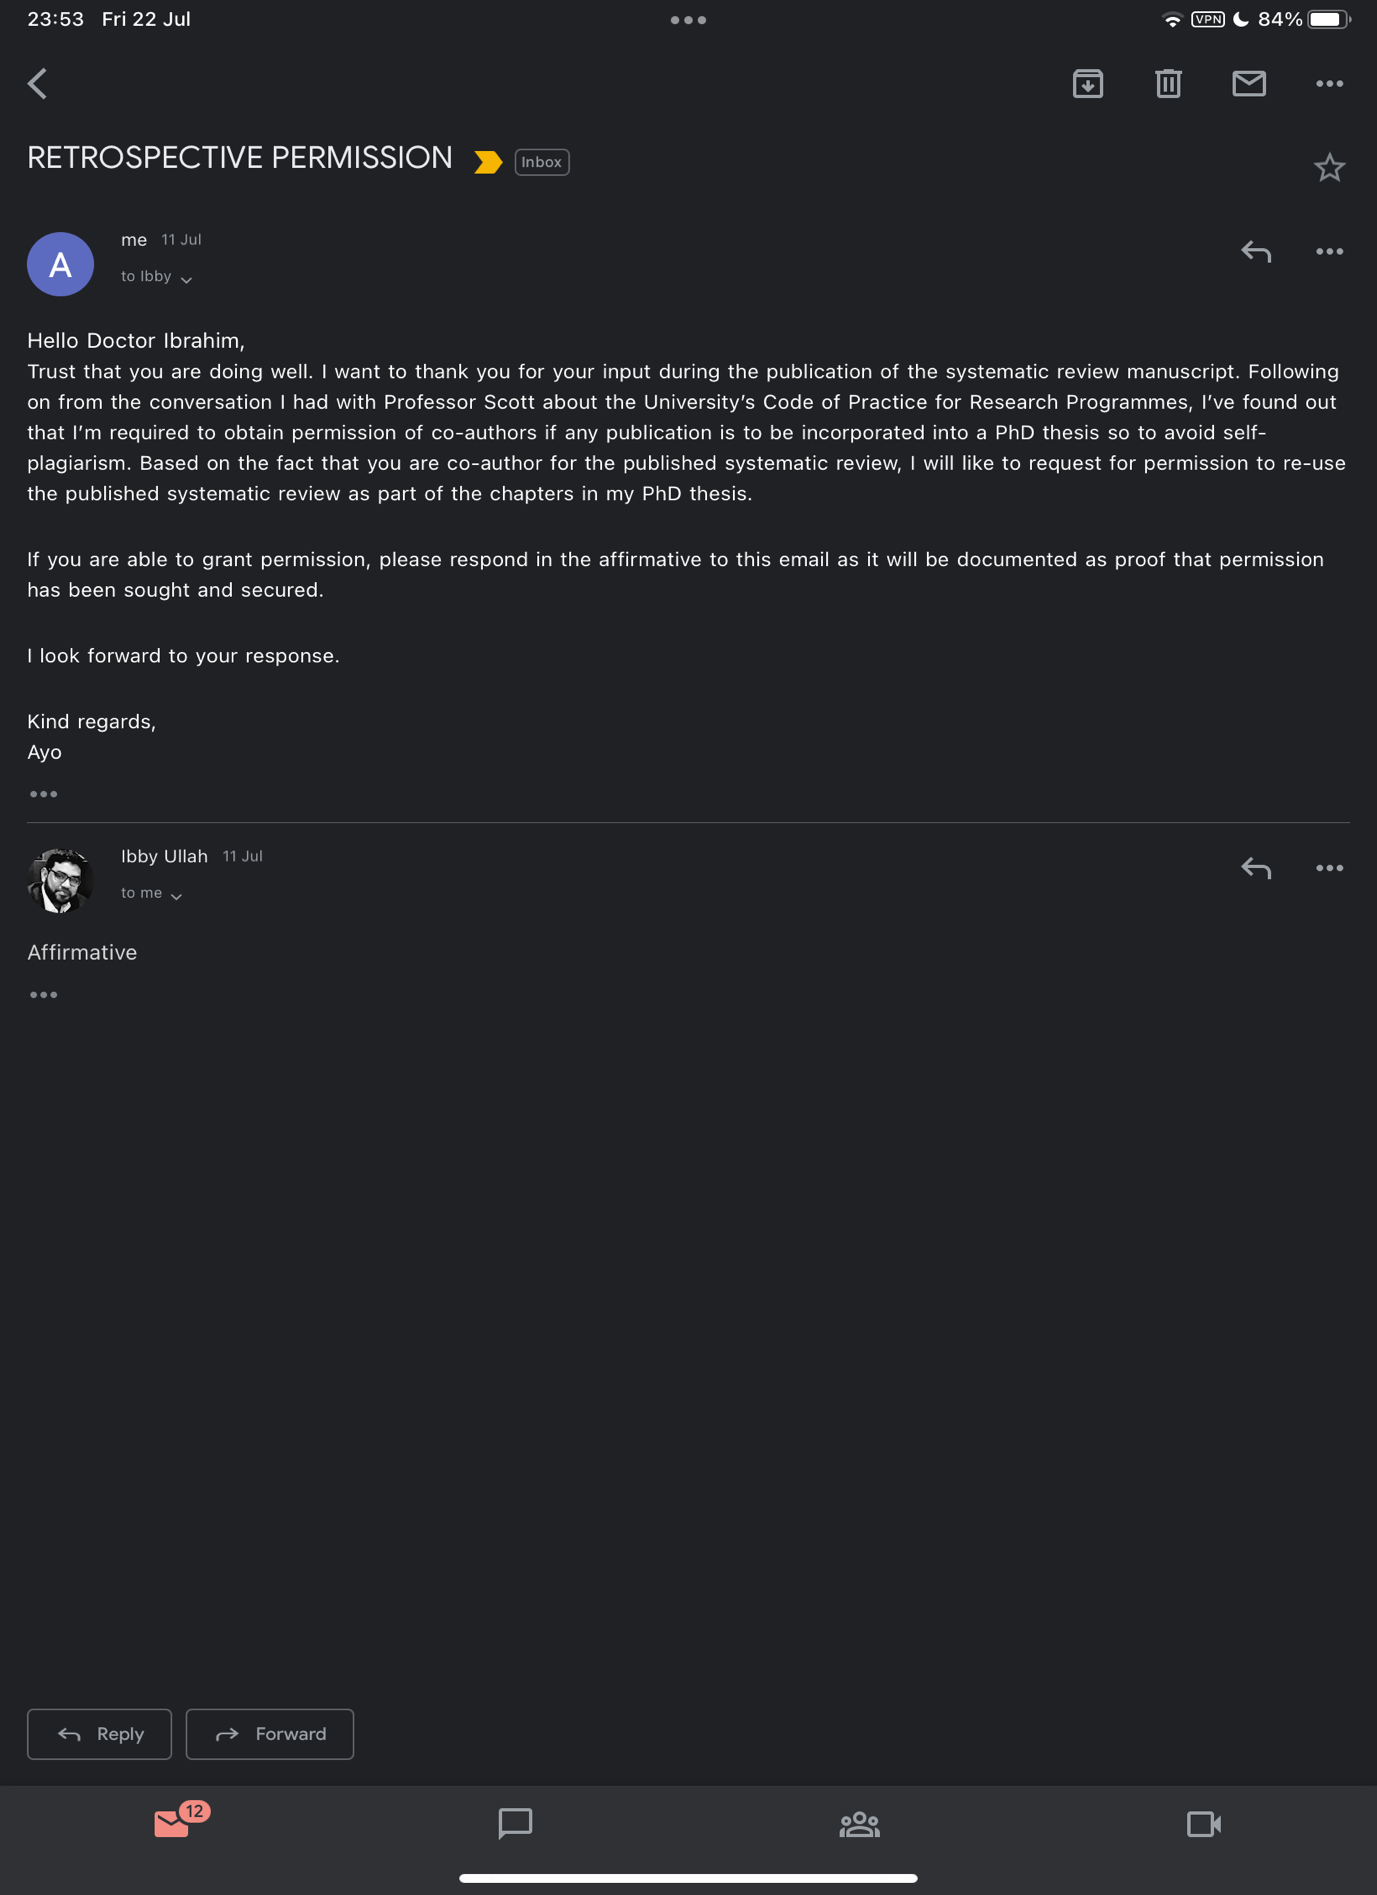 23:53 Fri 22 Jul
VPN 84%
RETROSPECTIVE PERMISSION Inbox
A
me 11 Jul
to Ibby
Hello Doctor Ibrahim,
Trust that you are doing well. I want to thank you for your input during the publication of the systematic review manuscript. Following
on from the conversation I had with Professor Scott about the University’s Code of Practice for Research Programmes, I’ve found out
that I’m required to obtain permission of co-authors if any publication is to be incorporated into a PhD thesis so to avoid self-
plagiarism. Based on the fact that you are co-author for the published systematic review, I will like to request for permission to re-use
the published systematic review as part of the chapters in my PhD thesis.
If you are able to grant permission, please respond in the affirmative to this email as it will be documented as proof that permission
has been sought and secured.
I look forward to your response.
Kind regards,
Ayo
Ibby Ullah 11 Jul
to me
Affirmative
Reply Forward
12